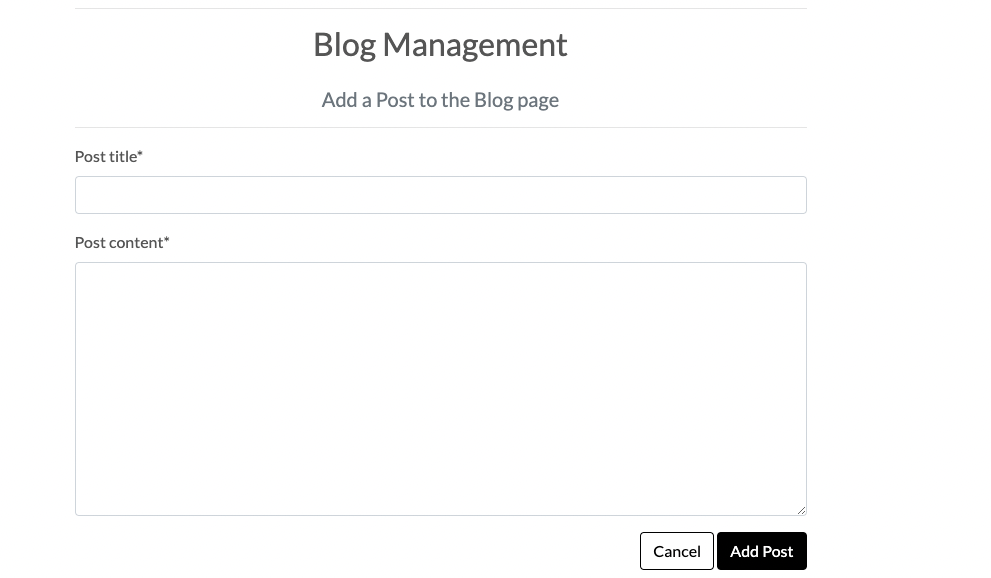 Blog Management
Add a Post to the Blog page
Post title*
Post content*
Cancel Add Post